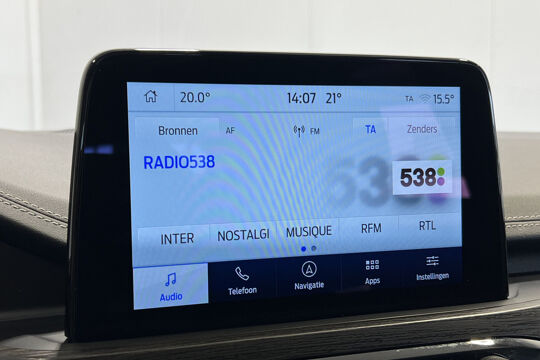 20.0° 14:07 21° TA 15.5°
Bronnen AF FM TA Zenders
RADIO538
538
538
INTER NOSTALGI MUSIQUE RFM RTL
Audio Telefoon Navigatie Apps Instellingen